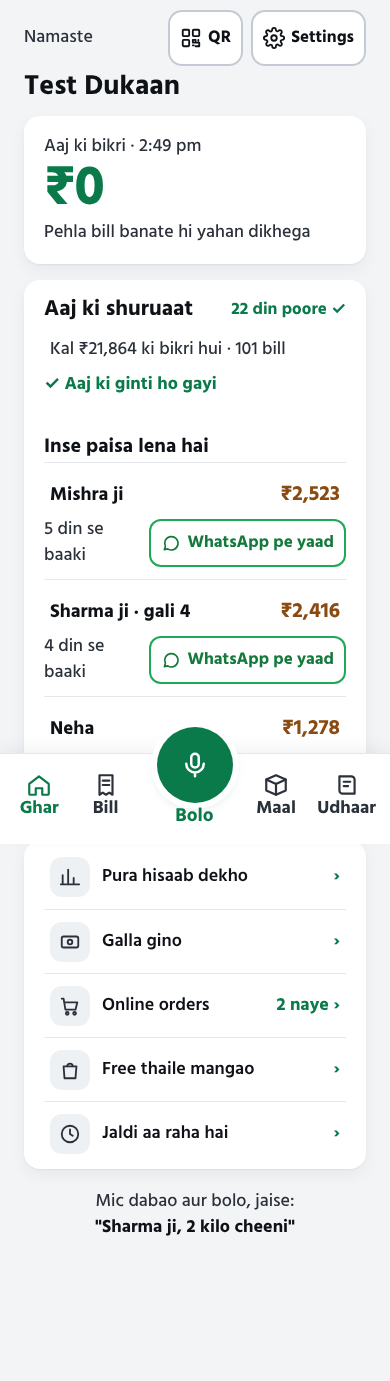 Namaste
QR
Settings
Test Dukaan
Aaj ki bikri · 2:49 pm
₹0
Pehla bill banate hi yahan dikhega
Aaj ki shuruaat
22 din poore ✓
Kal ₹21,864 ki bikri hui · 101 bill
✓ Aaj ki ginti ho gayi
Inse paisa lena hai
Mishra ji
₹2,523
5 din se
baaki
WhatsApp pe yaad
Sharma ji · gali 4
₹2,416
4 din se
baaki
WhatsApp pe yaad
Neha
₹1,278
Ghar
Bill
Bolo
Maal
Udhaar
Pura hisaab dekho ›
Galla gino ›
Online orders
2 naye ›
Free thaile mangao ›
Jaldi aa raha hai ›
Mic dabao aur bolo, jaise:
"Sharma ji, 2 kilo cheeni"